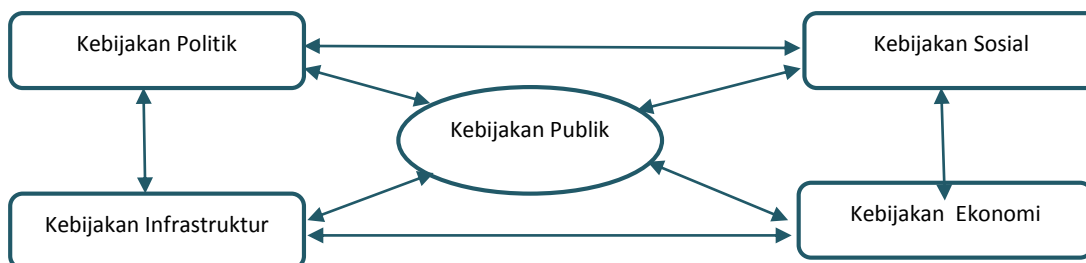 Kebijakan Politik
Kebijakan Sosial
Kebijakan Publik
Kebijakan Infrastruktur
Kebijakan Ekonomi